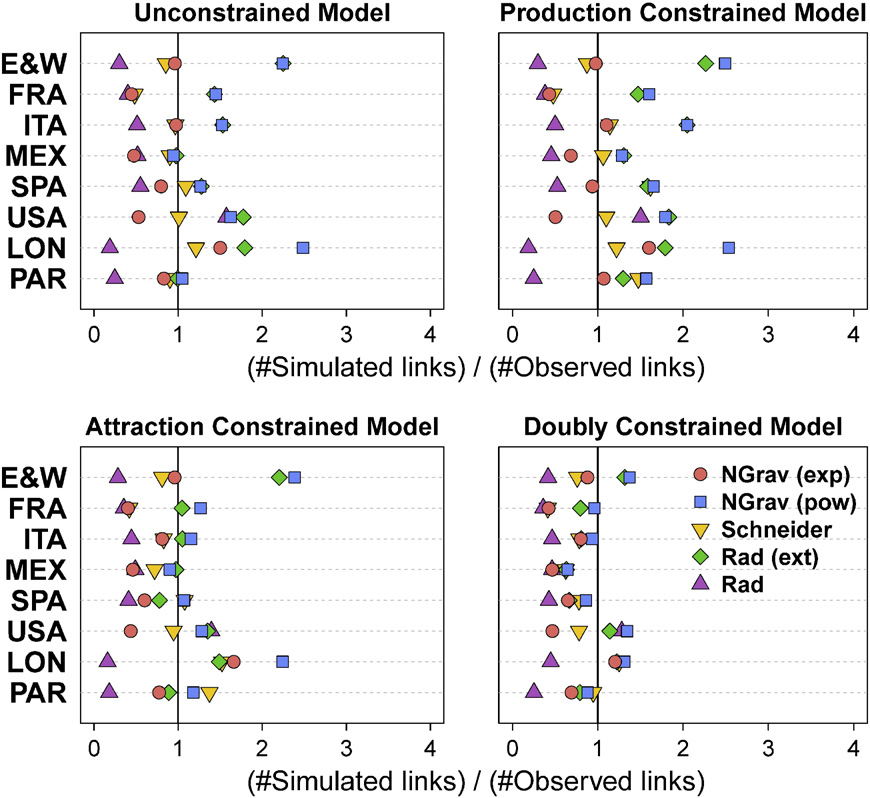 Unconstrained Model
E&W
FRA
ITA
MEX
SPA
USA
LON
PAR
0 1 2 3 4
Production Constrained Model
0 1 2 3 4
(#Simulated links) / (#Observed links)
Attraction Constrained Model
E&W
FRA
ITA
MEX
SPA
USA
LON
PAR
0 1 2 3 4
Doubly Constrained Model
NGrav (exp)
NGrav (pow)
Schneider
Rad (ext)
Rad
0 1 2 3 4
(#Simulated links) / (#Observed links)